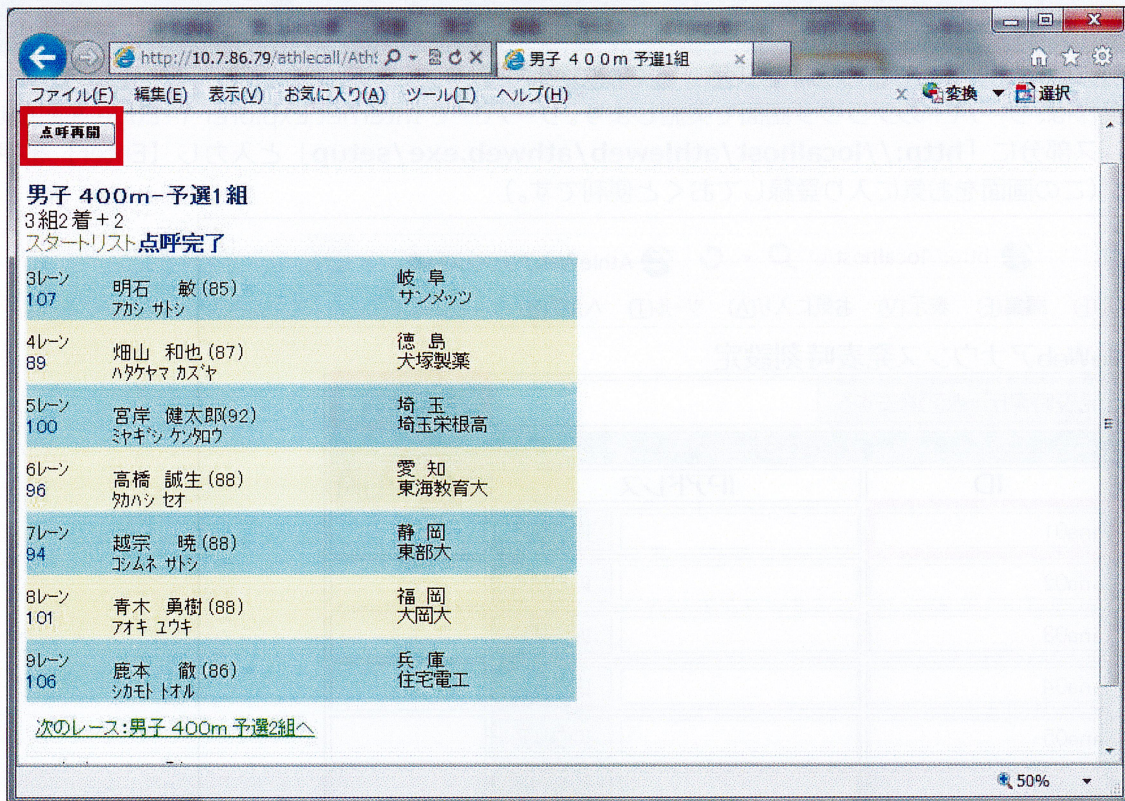 http://10.7.86.79/athlecall/Ath
男子 400m 予選1組
ファイル(F) 編集(E) 表示(V) お気に入り(A) ツール(T) ヘルプ(H)
変換 選択
点呼再開
男子 400m-予選1組
3組2着+2
スタートリスト点呼完了
3レーン
107
明石 敏(85)
アカシ サトシ
岐 阜
サンメッツ
4レーン
89
畑山 和也(87)
ハタケヤマ カズヤ
徳 島
犬塚製薬
5レーン
100
宮岸 健太郎(92)
ミヤギシ ケンタロウ
埼 玉
埼玉栄根高
6レーン
96
高橋 誠生(88)
タカハシ セオ
愛 知
東海教育大
7レーン
94
越宗 暁(88)
コシムネ サトシ
静 岡
東部大
8レーン
101
青木 勇樹(88)
アオキ ユウキ
福 岡
大岡大
9レーン
106
鹿本 徹(86)
シカモト トオル
兵 庫
住宅電工
次のレース:男子 400m 予選2組へ
50%